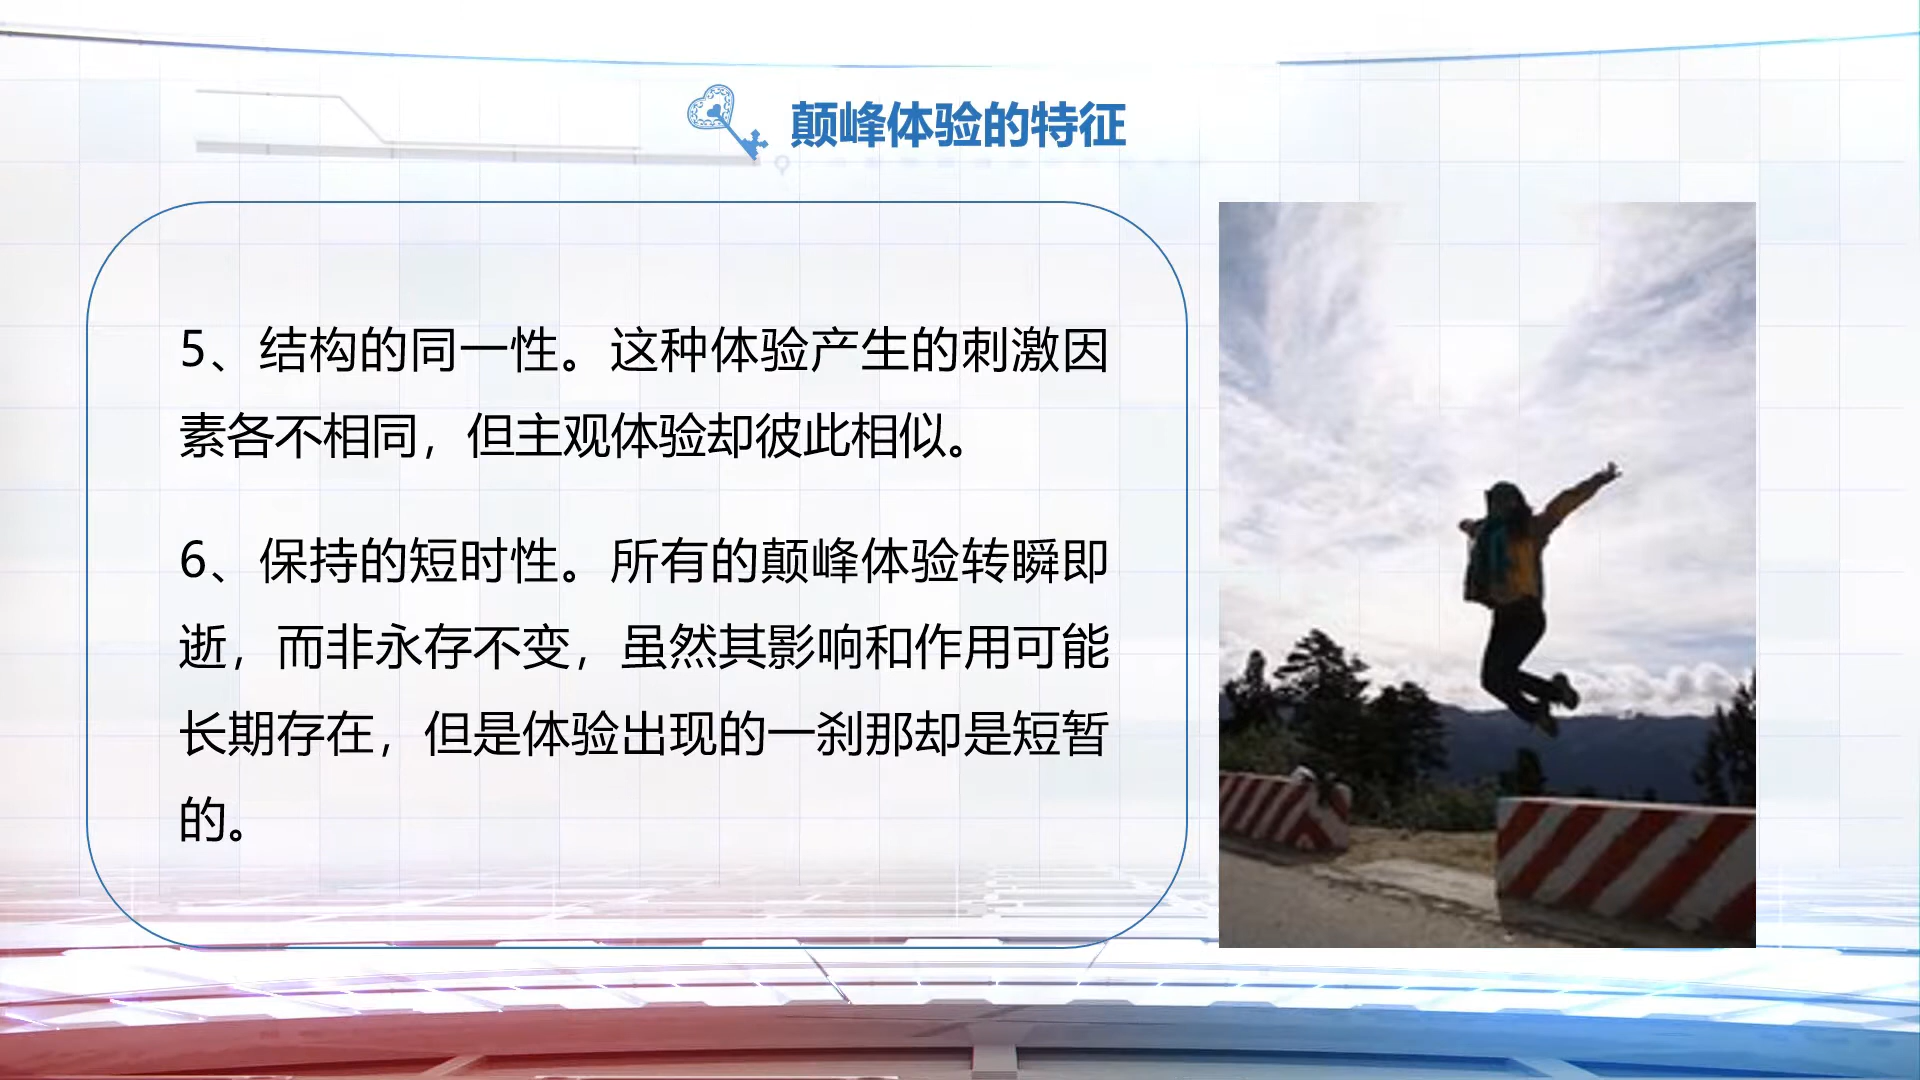 颠峰体验的特征
5、结构的同一性。这种体验产生的刺激因
素各不相同，但主观体验却彼此相似。
6、保持的短时性。所有的颠峰体验转瞬即
逝，而非永存不变，虽然其影响和作用可能
长期存在，但是体验出现的一刹那却是短暂
的。